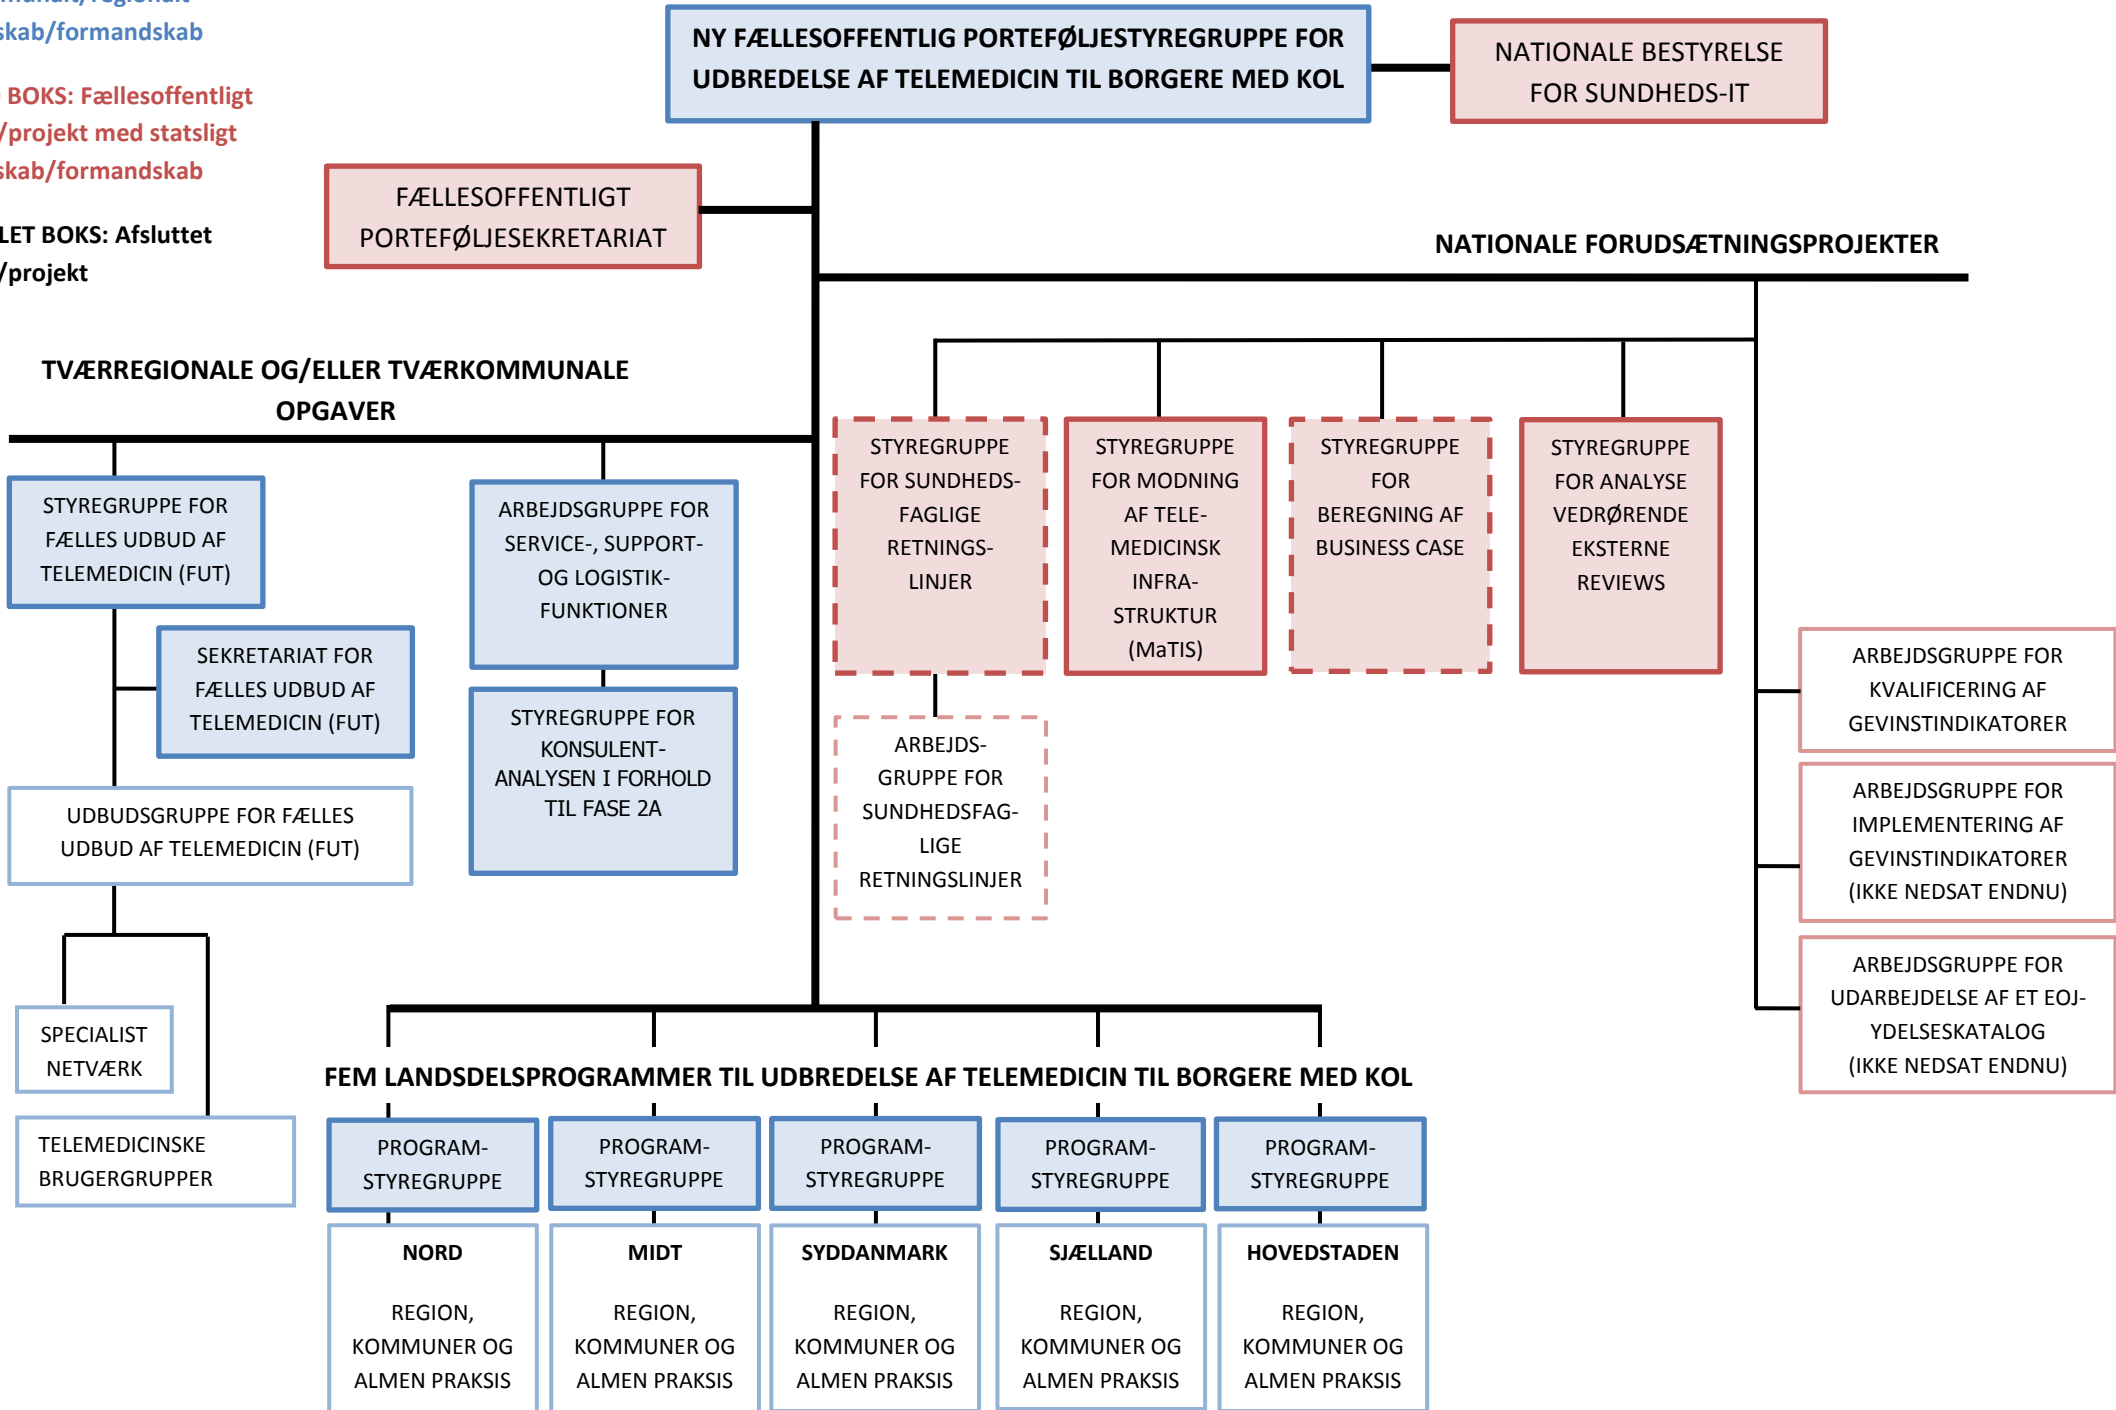 skab/formandskab
BOKS: Fællesoffentligt
/projekt med statsligt
skab/formandskab
LET BOKS: Afsluttet
/projekt
NY FÆLLESOFFENTLIG PORTEFØLJESTYREGRUPPE FOR
UDBREDELSE AF TELEMEDICIN TIL BORGERE MED KOL
NATIONALE BESTYRELSE
FOR SUNDHEDS-IT
FÆLLESOFFENTLIGT
PORTEFØLJESEKRETARIAT
NATIONALE FORUDSÆTNINGSPROJEKTER
TVÆRREGIONALE OG/ELLER TVÆRKOMMUNALE
OPGAVER
STYREGRUPPE FOR
FÆLLES UDBUD AF
TELEMEDICIN (FUT)
SEKRETARIAT FOR
FÆLLES UDBUD AF
TELEMEDICIN (FUT)
UDBUDSGRUPPE FOR FÆLLES
UDBUD AF TELEMEDICIN (FUT)
SPECIALIST
NETVÆRK
TELEMEDICINSKE
BRUGERGRUPPER
ARBEJDSGRUPPE FOR
SERVICE-, SUPPORT-
OG LOGISTIK-
FUNKTIONER
STYREGRUPPE FOR
KONSULENT-
ANALYSEN I FORHOLD
TIL FASE 2A
STYREGRUPPE
FOR SUNDHEDS-
FAGLIGE
RETNINGS-
LINJER
ARBEJDS-
GRUPPE FOR
SUNDHEDSFAG-
LIGE
RETNINGSLINJER
STYREGRUPPE
FOR MODNING
AF TELE-
MEDICINSK
INFRA-
STRUKTUR
(MaTIS)
STYREGRUPPE
FOR
BEREGNING AF
BUSINESS CASE
STYREGRUPPE
FOR ANALYSE
VEDRØRENDE
EKSTERNE
REVIEWS
ARBEJDSGRUPPE FOR
KVALIFICERING AF
GEVINSTINDIKATORER
ARBEJDSGRUPPE FOR
IMPLEMENTERING AF
GEVINSTINDIKATORER
(IKKE NEDSAT ENDNU)
ARBEJDSGRUPPE FOR
UDARBEJDELSE AF ET EOJ-
YDELSESKATALOG
(IKKE NEDSAT ENDNU)
FEM LANDSDELSPROGRAMMER TIL UDBREDELSE AF TELEMEDICIN TIL BORGERE MED KOL
PROGRAM-
STYREGRUPPE
NORD
REGION,
KOMMUNER OG
ALMEN PRAKSIS
PROGRAM-
STYREGRUPPE
MIDT
REGION,
KOMMUNER OG
ALMEN PRAKSIS
PROGRAM-
STYREGRUPPE
SYDDANMARK
REGION,
KOMMUNER OG
ALMEN PRAKSIS
PROGRAM-
STYREGRUPPE
SJÆLLAND
REGION,
KOMMUNER OG
ALMEN PRAKSIS
PROGRAM-
STYREGRUPPE
HOVEDSTADEN
REGION,
KOMMUNER OG
ALMEN PRAKSIS